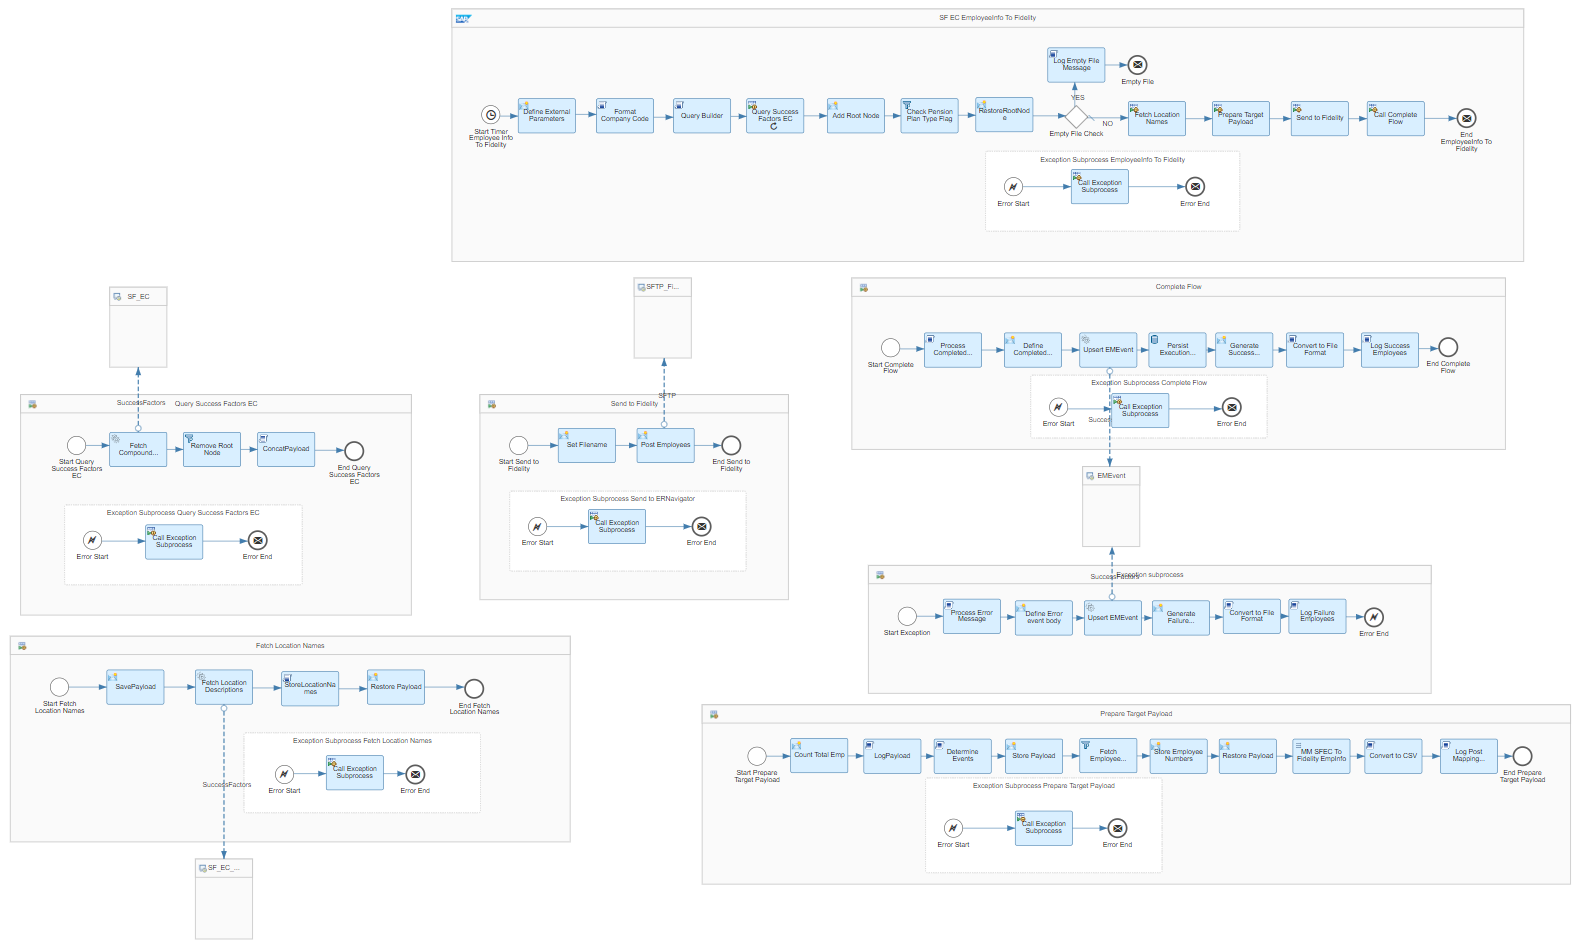 SAP
SF EC EmployeeInfo To Fidelity
Start Timer
Employee Info
To Fidelity
Define External
Parameters
Format
Company Code
Query Builder
Query Success
Factors EC
Add Root Node
Check Pension
Plan Type Flag
RestoreRootNod
e
Empty File Check
YES
Log Empty File
Message
Empty File
NO
Fetch Location
Names
Prepare Target
Payload
Send to Fidelity
Call Complete
Flow
End
EmployeeInfo To
Fidelity
Exception Subprocess EmployeeInfo To Fidelity
Error Start
Call Exception
Subprocess
Error End
SF_EC
SuccessFactors
Query Success Factors EC
Start Query
Success Factors
EC
Fetch
Compound...
Remove Root
Node
ConcatPayload
End Query
Success Factors
EC
Exception Subprocess Query Success Factors EC
Error Start
Call Exception
Subprocess
Error End
SFTP_Fi...
SFTP
Send to Fidelity
Start Send to
Fidelity
Set Filename
Post Employees
End Send to
Fidelity
Exception Subprocess Send to ERNavigator
Error Start
Call Exception
Subprocess
Error End
Complete Flow
Start Complete
Flow
Process
Completed...
Define
Completed...
Upsert EMEvent
Persist
Execution...
Generate
Success...
Convert to File
Format
Log Success
Employees
End Complete
Flow
Exception Subprocess Complete Flow
Error Start
Success
Call Exception
Subprocess
Error End
EMEvent
SuccessFactors
Exception subprocess
Start Exception
Process Error
Message
Define Error
event body
Upsert EMEvent
Generate
Failure...
Convert to File
Format
Log Failure
Employees
Error End
Fetch Location Names
Start Fetch
Location Names
SavePayload
Fetch Location
Descriptions
StoreLocationNa
mes
Restore Payload
End Fetch
Location Names
Exception Subprocess Fetch Location Names
Error Start
Call Exception
Subprocess
Error End
SuccessFactors
SF_EC_...
Prepare Target Payload
Start Prepare
Target Payload
Count Total Emp
LogPayload
Determine
Events
Store Payload
Fetch
Employee...
Store Employee
Numbers
Restore Payload
MM SFEC To
Fidelity EmpInfo
Convert to CSV
Log Post
Mapping...
End Prepare
Target Payload
Exception Subprocess Prepare Target Payload
Error Start
Call Exception
Subprocess
Error End